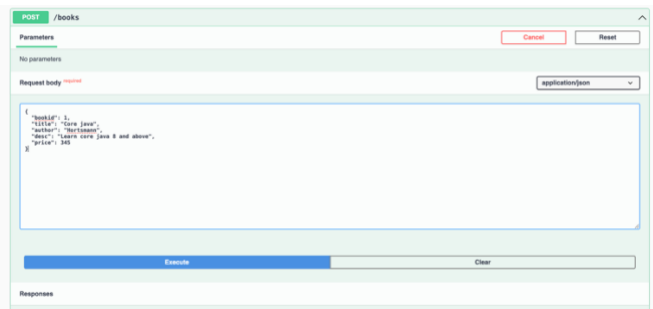 POST /books
Parameters
Cancel
Reset
No parameters
Request body required
application/json
{
"bookid": 1,
"title": "Core java",
"author": "Hortsmann",
"desc": "Learn core java 8 and above",
"price": 345
}
Execute
Clear
Responses